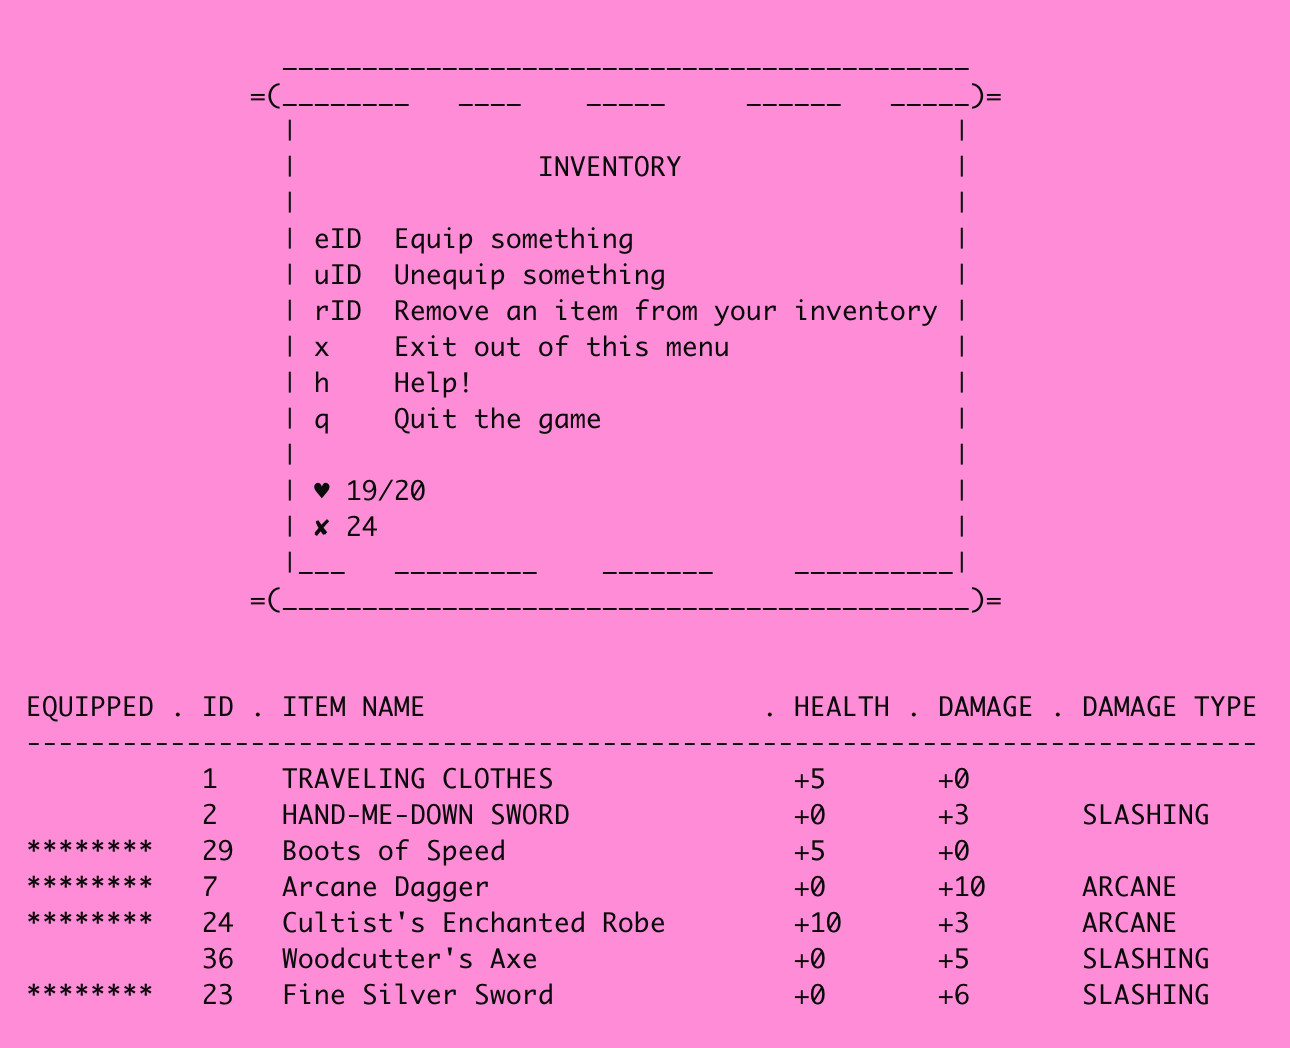 INVENTORY
eID  Equip something
uID  Unequip something
rID  Remove an item from your inventory
x    Exit out of this menu
h    Help!
q    Quit the game
♥ 19/20
✘ 24
EQUIPPED . ID . ITEM NAME                     . HEALTH . DAMAGE . DAMAGE TYPE
-----------------------------------------------------------------------------
           1    TRAVELING CLOTHES               +5       +0
           2    HAND-ME-DOWN SWORD              +0       +3       SLASHING
********   29   Boots of Speed                  +5       +0
********   7    Arcane Dagger                   +0       +10      ARCANE
********   24   Cultist's Enchanted Robe        +10      +3       ARCANE
           36   Woodcutter's Axe                +0       +5       SLASHING
********   23   Fine Silver Sword               +0       +6       SLASHING